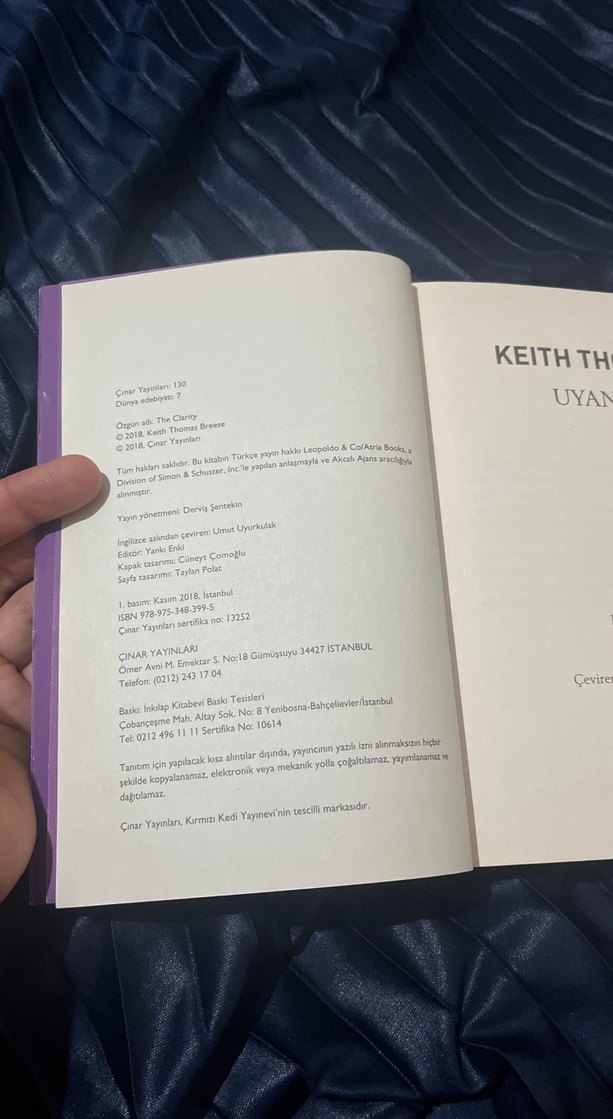 Çınar Yayınları: 130
Dünya edebiyatı: 7
Özgün adı: The Clarity
© 2018, Keith Thomas Breese
© 2018, Çınar Yayınları
Tüm hakları saklıdır. Bu kitabın Türkçe yayın hakkı Leopoldo & Co/Atria Books, a
Division of Simon & Schuster, Inc.'le yapılan anlaşmayla ve Akcalı Ajans aracılığıyla
alınmıştır.
Yayın yönetmeni: Derviş Şentekin
İngilizce aslından çeviren: Umut Uyurkulak
Editör: Yankı Enki
Kapak tasarımı: Cüneyt Çomoğlu
Sayfa tasarımı: Taylan Polat
1. basım: Kasım 2018, İstanbul
ISBN 978-975-348-399-5
Çınar Yayınları sertifika no: 13252
ÇINAR YAYINLARI
Ömer Avni M. Emektar S. No:18 Gümüşsuyu 34427 İSTANBUL
Telefon: (0212) 243 17 04
Baskı: İnkılap Kitabevi Baskı Tesisleri
Çobançeşme Mah. Altay Sok. No: 8 Yenibosna-Bahçelievler/İstanbul
Tel: 0212 496 11 11 Sertifika No: 10614
Tanıtım için yapılacak kısa alıntılar dışında, yayıncının yazılı izni alınmaksızın hiçbir
şekilde kopyalanamaz, elektronik veya mekanik yolla çoğaltılamaz, yayımlanamaz ve
dağıtılamaz.
Çınar Yayınları, Kırmızı Kedi Yayınevi'nin tescilli markasıdır.
KEITH TH
UYAN
Çevire